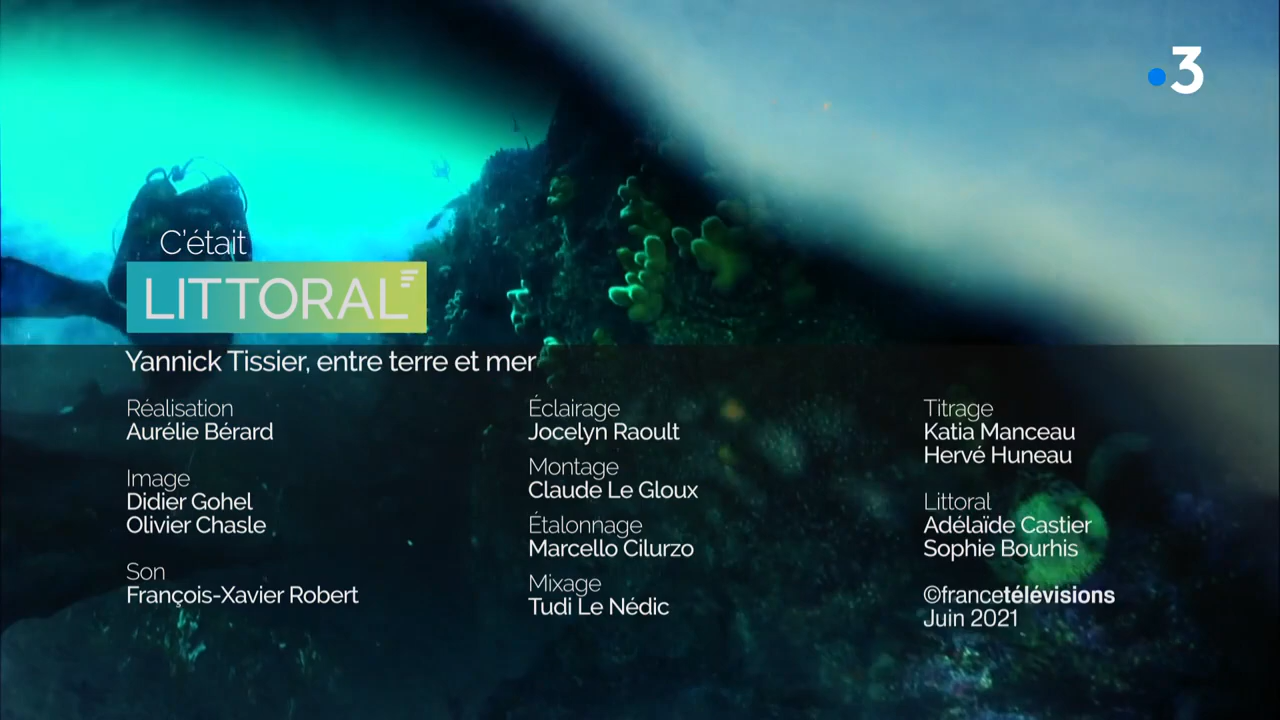 3
C'était
LITTORAL
Yannick Tissier, entre terre et mer
Réalisation
Aurélie Bérard
Image
Didier Gohel
Olivier Chasle
Son
François-Xavier Robert
Éclairage
Jocelyn Raoult
Montage
Claude Le Gloux
Étalonnage
Marcello Cilurzo
Mixage
Tudi Le Nédic
Titrage
Katia Manceau
Hervé Huneau
Littoral
Adélaïde Castier
Sophie Bourhis
©francetélévisions
Juin 2021